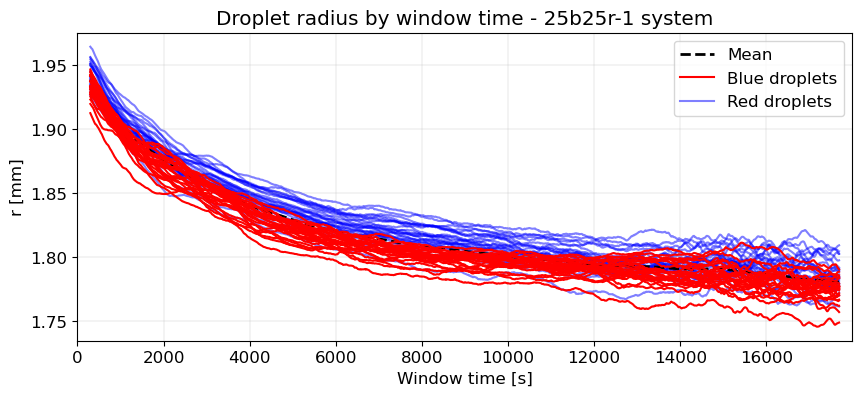 Droplet radius by window time - 25b25r-1 system
Mean
Blue droplets
Red droplets
r [mm]
1.95
1.90
1.85
1.80
1.75
0 2000 4000 6000 8000 10000 12000 14000 16000
Window time [s]